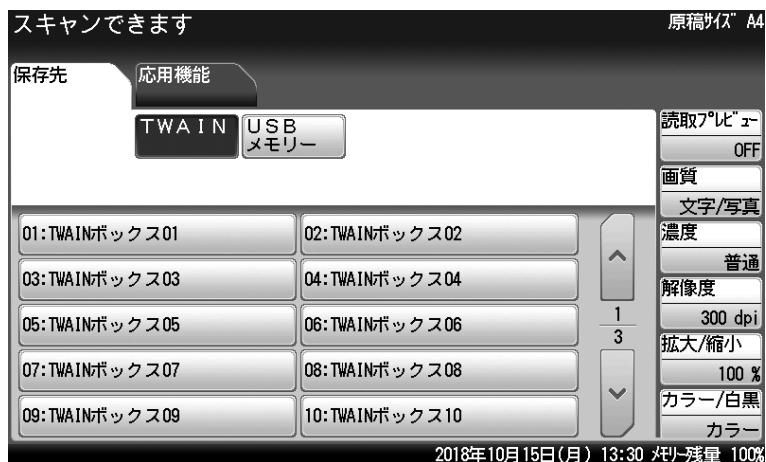 スキャンできます
原稿ｻｲｽﾞ A4
保存先
応用機能
TWAIN
USB
メモリー
読取ﾌﾟﾚﾋﾞｭｰ
OFF
画質
文字/写真
濃度
普通
解像度
300 dpi
拡大/縮小
100 %
カラー/白黒
カラー
01:TWAINボックス01
02:TWAINボックス02
03:TWAINボックス03
04:TWAINボックス04
05:TWAINボックス05
06:TWAINボックス06
07:TWAINボックス07
08:TWAINボックス08
09:TWAINボックス09
10:TWAINボックス10
1
3
2018年10月15日(月) 13:30 ﾒﾓﾘｰ残量 100%